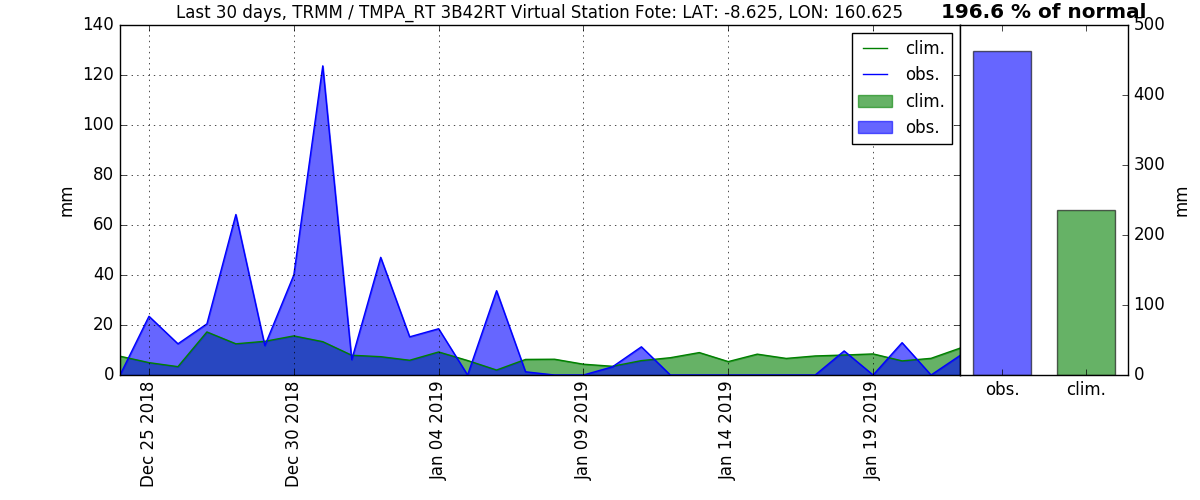 Last 30 days, TRMM / TMPA_RT 3B42RT Virtual Station Fote: LAT: -8.625, LON: 160.625
196.6 % of normal
140
120
100
80
60
40
20
0
mm
clim.
obs.
clim.
obs.
500
400
300
200
100
0
mm
Dec 25 2018
Dec 30 2018
Jan 04 2019
Jan 09 2019
Jan 14 2019
Jan 19 2019
obs.
clim.